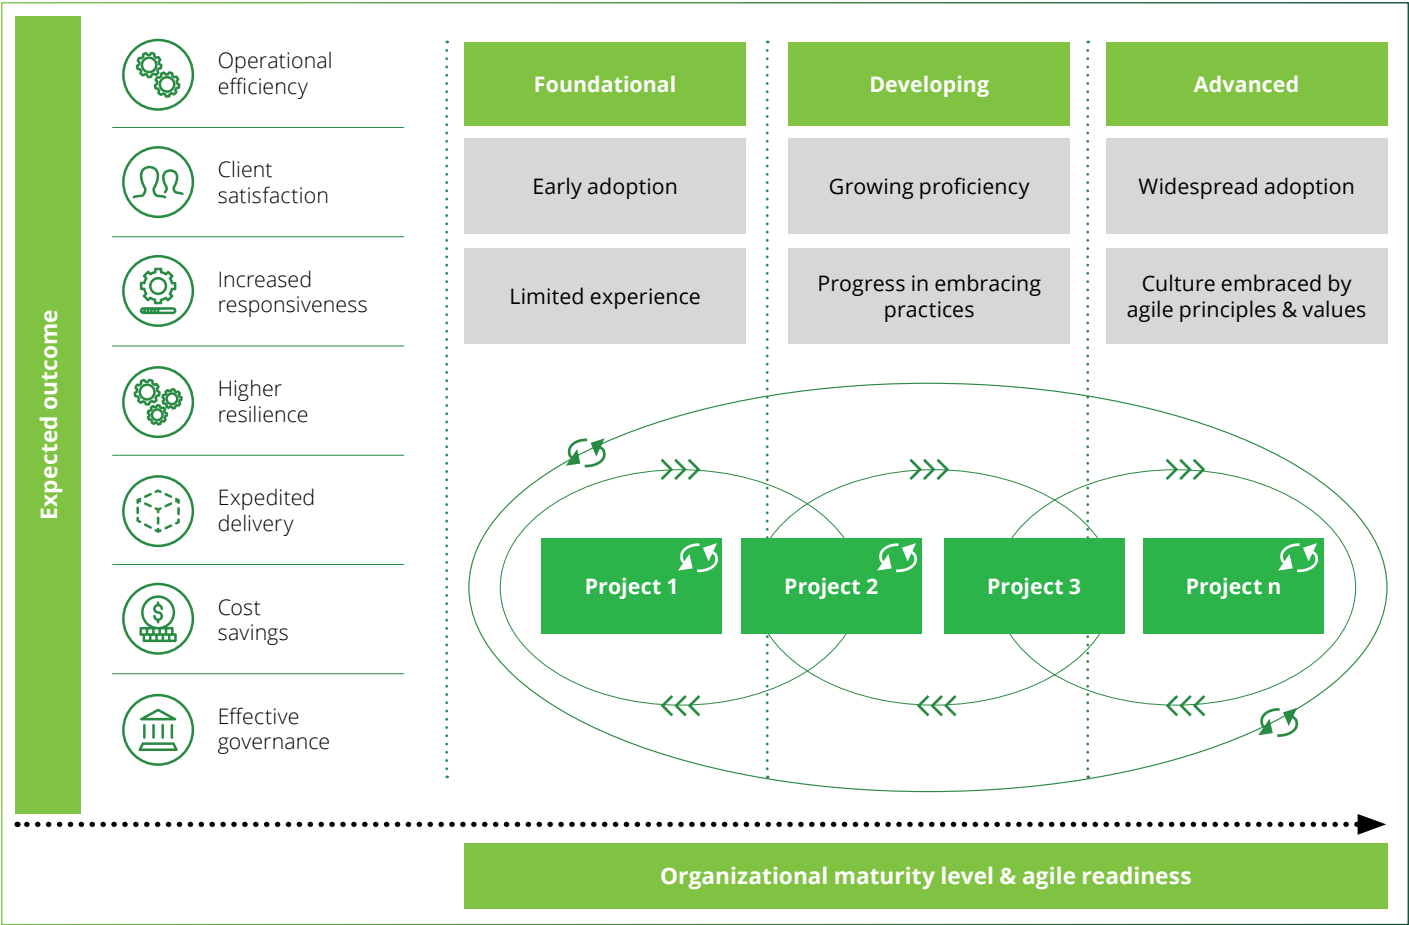 Expected outcome
Operational
efficiency
Client
satisfaction
Increased
responsiveness
Higher
resilience
Expedited
delivery
Cost
savings
Effective
governance
Foundational
Developing
Advanced
Early adoption
Growing proficiency
Widespread adoption
Limited experience
Progress in embracing
practices
Culture embraced by
agile principles & values
Project 1
Project 2
Project 3
Project n
Organizational maturity level & agile readiness